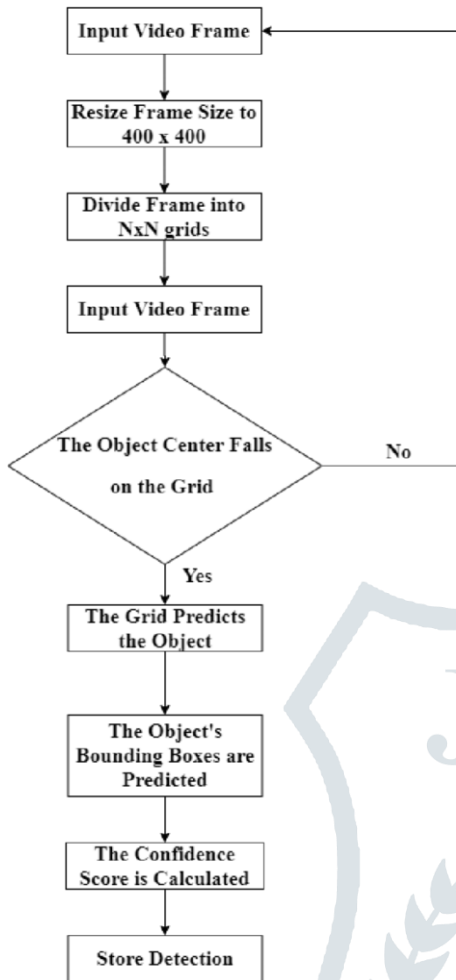 Input Video Frame
Resize Frame Size to
400 x 400
Divide Frame into
NxN grids
Input Video Frame
The Object Center Falls
on the Grid
No
Yes
The Grid Predicts
the Object
The Object's
Bounding Boxes are
Predicted
The Confidence
Score is Calculated
Store Detection